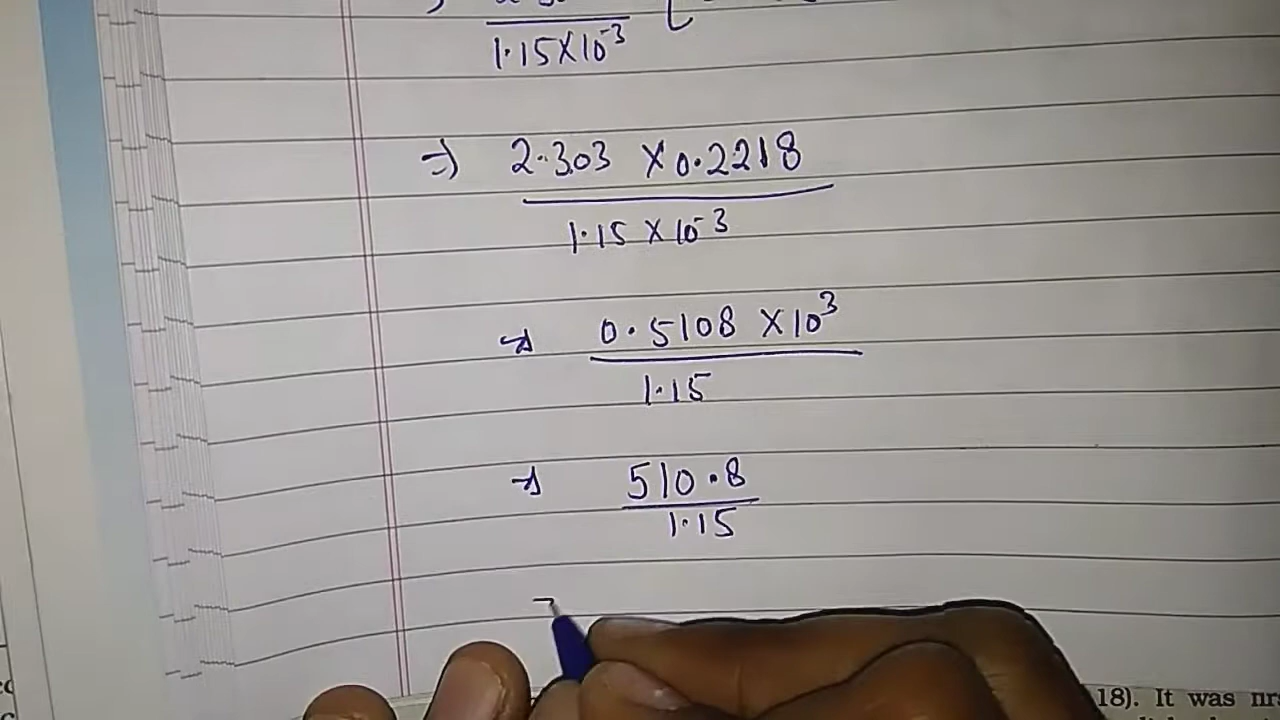 1.15×10⁻³ [
⇒ 2.303 ×0.2218
1.15 ×10⁻³
⇒ 0.5108 ×10³
1.15
⇒ 510.8
1.15
18). It was